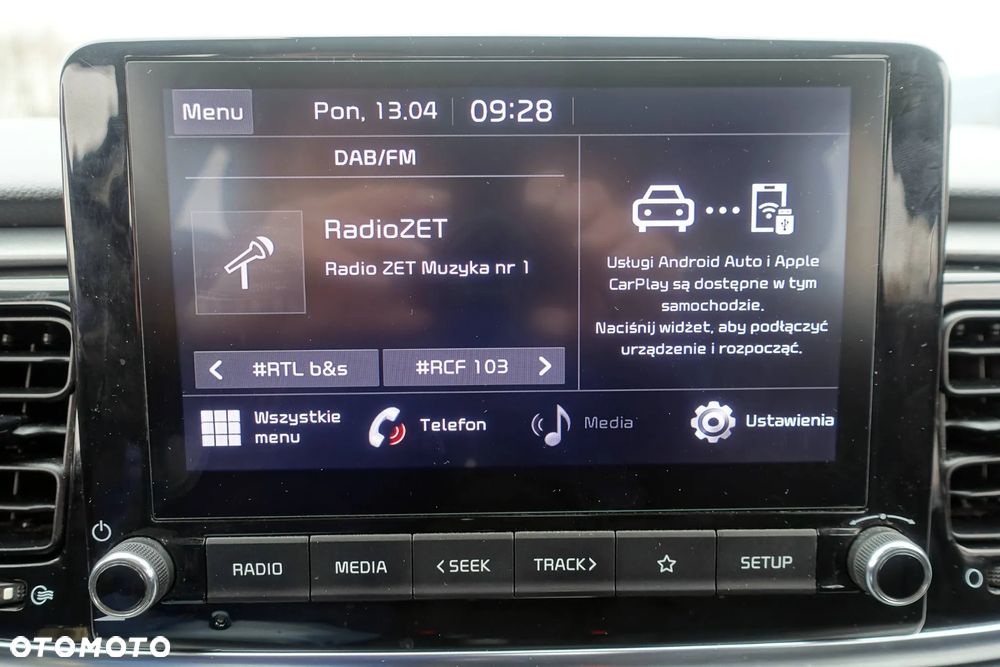 Menu
Pon, 13.04
09:28
DAB/FM
RadioZET
Radio ZET Muzyka nr 1
#RTL b&s
#RCF 103
Usługi Android Auto i Apple
CarPlay są dostępne w tym
samochodzie.
Naciśnij widżet, aby podłączyć
urządzenie i rozpocząć.
Wszystkie
menu
Telefon
Media
Ustawienia
RADIO
MEDIA
<SEEK
TRACK>
SETUP
OTOMOTO